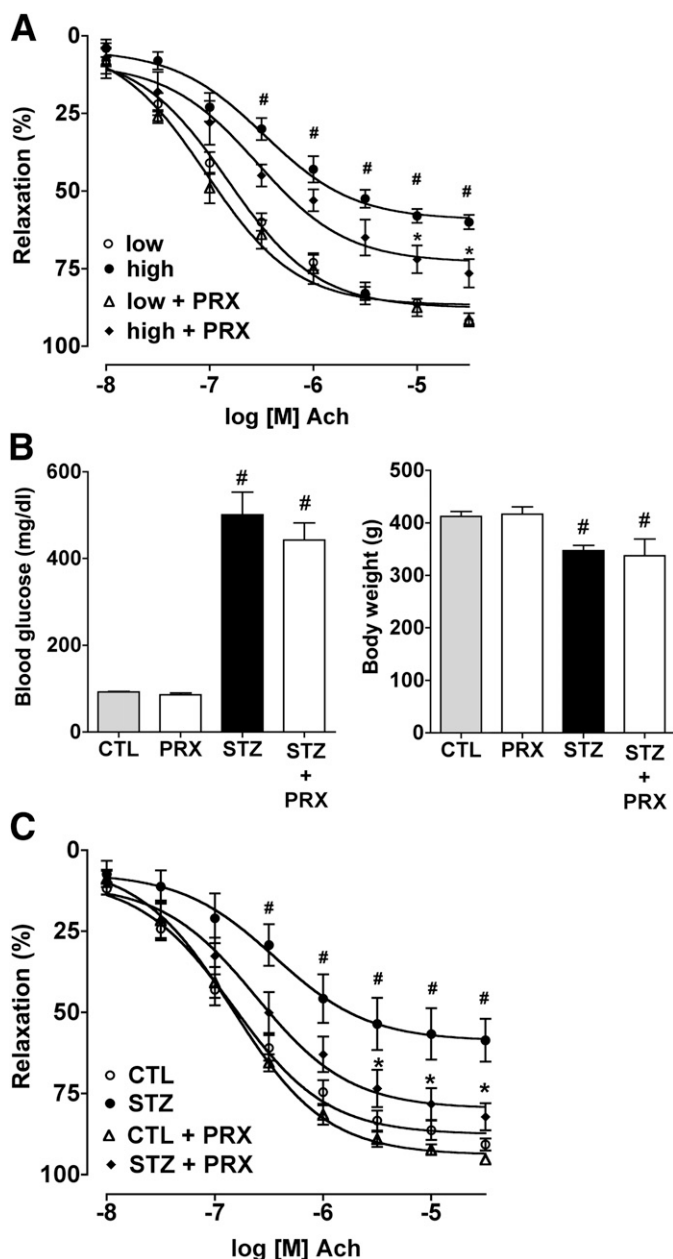 A
0
25
50
75
100
Relaxation (%)
# # # # #
* *
low
high
low + PRX
high + PRX
-8 -7 -6 -5
log [M] Ach
B
600
400
200
0
Blood glucose (mg/dl)
# #
CTL PRX STZ STZ
+
PRX
500
400
300
200
100
0
Body weight (g)
# #
CTL PRX STZ STZ
+
PRX
C
0
25
50
75
100
Relaxation (%)
# # # # #
* * *
CTL
STZ
CTL + PRX
STZ + PRX
-8 -7 -6 -5
log [M] Ach